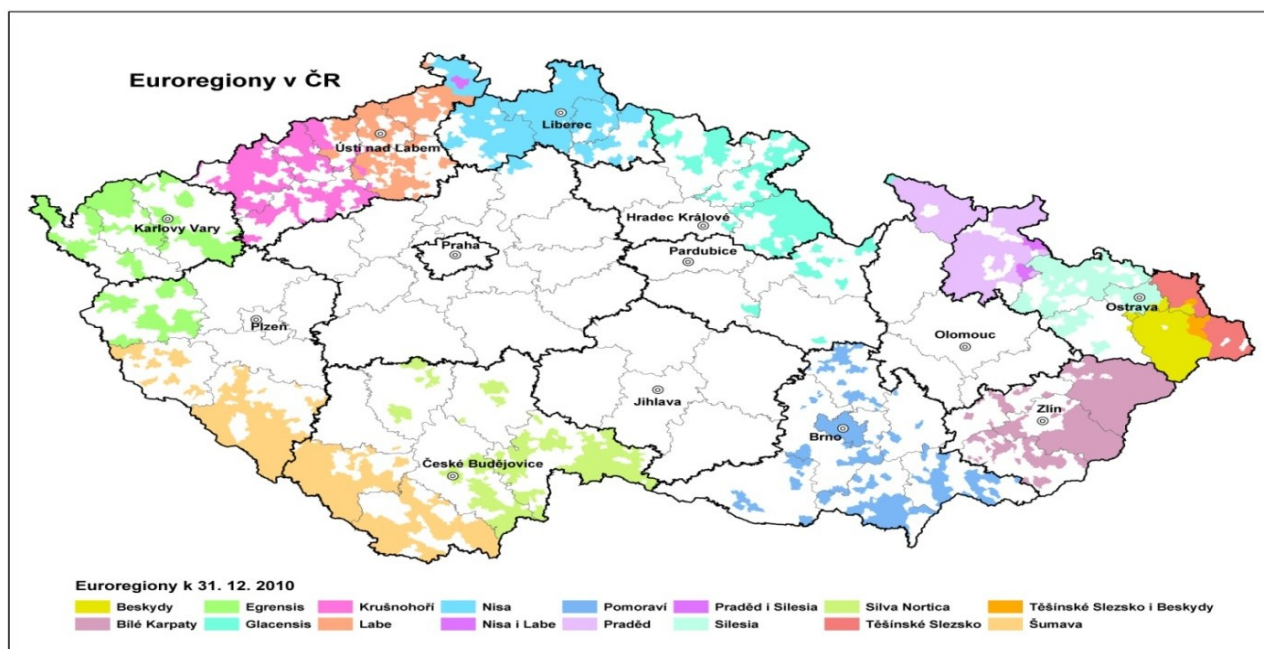 Euroregiony v ČR
Liberec
Ústí nad Labem
Karlovy Vary
Hradec Králové
Praha
Pardubice
Ostrava
Plzeň
Olomouc
Jihlava
Zlín
Brno
České Budějovice
Euroregiony k 31. 12. 2010
Beskydy Egrensis Krušnohoří Nisa Pomoraví Praděd i Silesia Silva Nortica Těšínské Slezsko i Beskydy
Bílé Karpaty Glacensis Labe Nisa i Labe Praděd Silesia Těšínské Slezsko Šumava